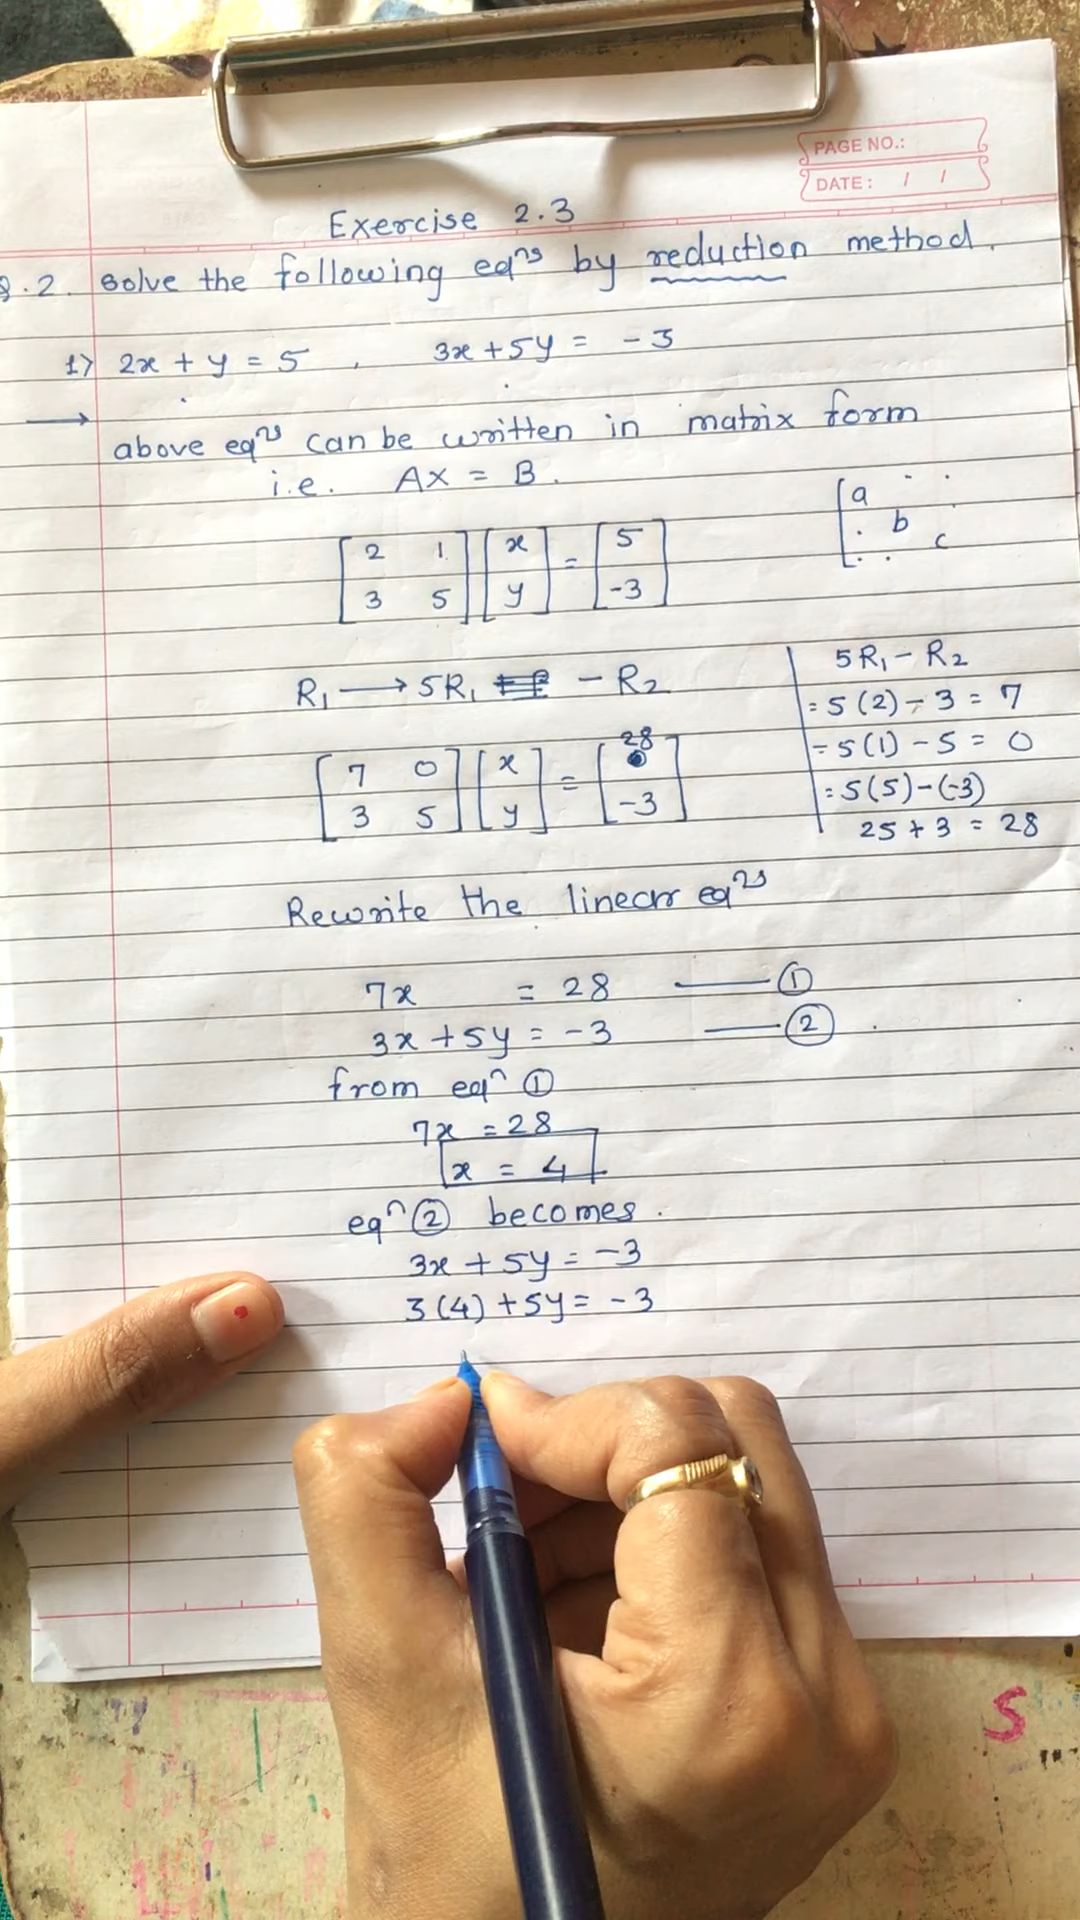 PAGE NO.:
DATE: / /
Exercise 2.3
Q.2. Solve the following eqⁿˢ by reduction method.
1) 2x + y = 5 , 3x + 5y = -3
→
above eqⁿˢ can be written in matrix form
i.e. AX = B.
[a . .
. b
. . c
[2 1] [x] = [5]
[3 5] [y] [-3]
R₁ → 5R₁ - R₂
5R₁ - R₂
= 5(2) - 3 = 7
= 5(1) - 5 = 0
= 5(5) - (-3)
25 + 3 = 28
[7 0] [x] = [28]
[3 5] [y] [-3]
Rewrite the linear eqⁿˢ
7x = 28 —— ①
3x + 5y = -3 —— ②
from eqⁿ ①
7x = 28
x = 4
eqⁿ ② becomes.
3x + 5y = -3
3(4) + 5y = -3
S